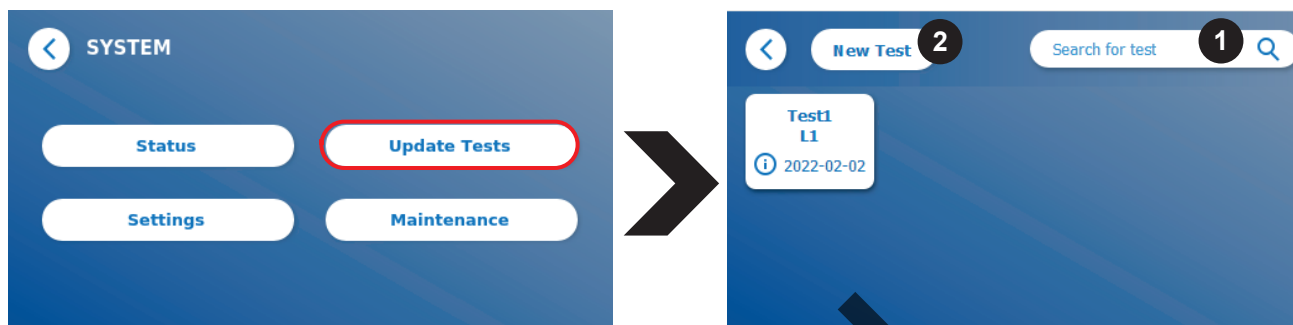 SYSTEM
Status
Update Tests
Settings
Maintenance
New Test
2
Search for test
1
Test1
L1
2022-02-02